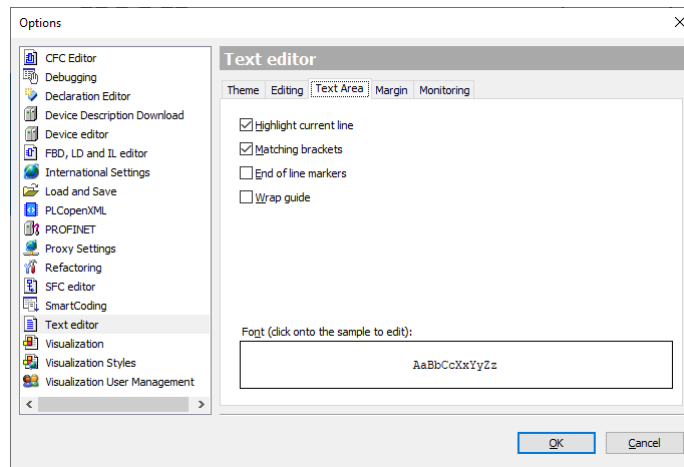 Options
CFC Editor
Debugging
Declaration Editor
Device Description Download
Device editor
FBD, LD and IL editor
International Settings
Load and Save
PLCopenXML
PROFINET
Proxy Settings
Refactoring
SFC editor
SmartCoding
Text editor
Visualization
Visualization Styles
Visualization User Management
Text editor
Theme Editing Text Area Margin Monitoring
Highlight current line
Matching brackets
End of line markers
Wrap guide
Font (click onto the sample to edit):
AaBbCcXxYyZz
OK Cancel